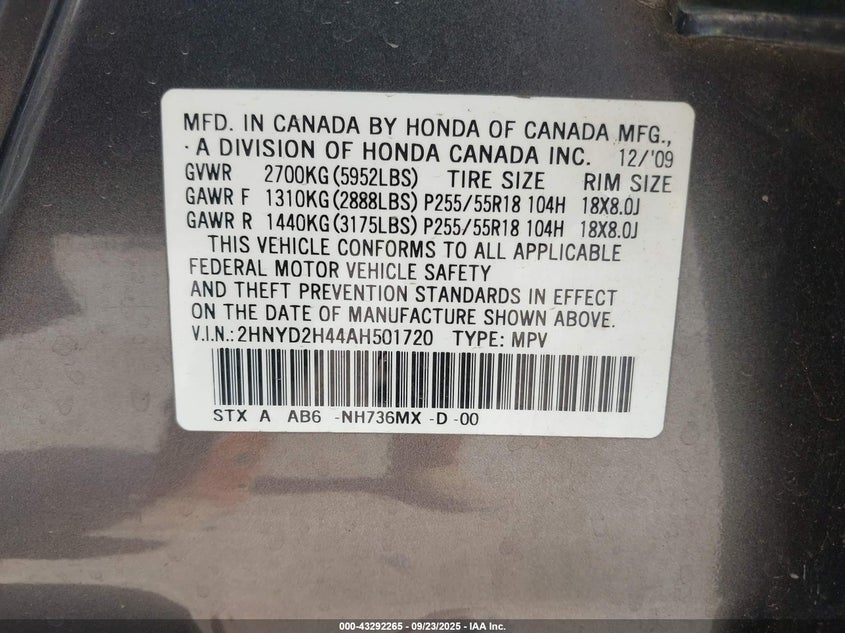 MFD. IN CANADA BY HONDA OF CANADA MFG.,
A DIVISION OF HONDA CANADA INC. 12/'09
GVWR 2700KG (5952LBS) TIRE SIZE RIM SIZE
GAWR F 1310KG (2888LBS) P255/55R18 104H 18X8.0J
GAWR R 1440KG (3175LBS) P255/55R18 104H 18X8.0J
THIS VEHICLE CONFORMS TO ALL APPLICABLE
FEDERAL MOTOR VEHICLE SAFETY
AND THEFT PREVENTION STANDARDS IN EFFECT
ON THE DATE OF MANUFACTURE SHOWN ABOVE.
V.I.N.:2HNYD2H44AH501720 TYPE: MPV
STX A AB6 -NH736MX -D -00
000-43292265 - 09/23/2025 - IAA Inc.